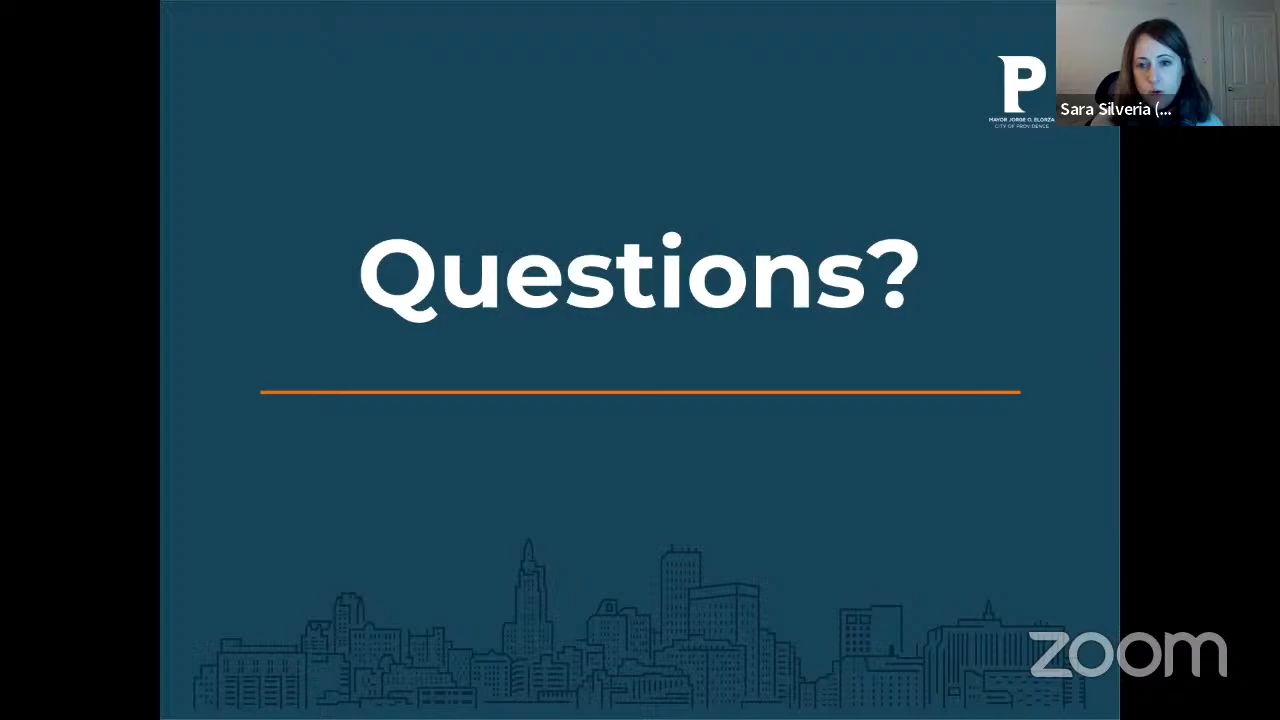 P
MAYOR JORGE O. ELORZA
CITY OF PROVIDENCE
Sara Silveria (...
Questions?
zoom